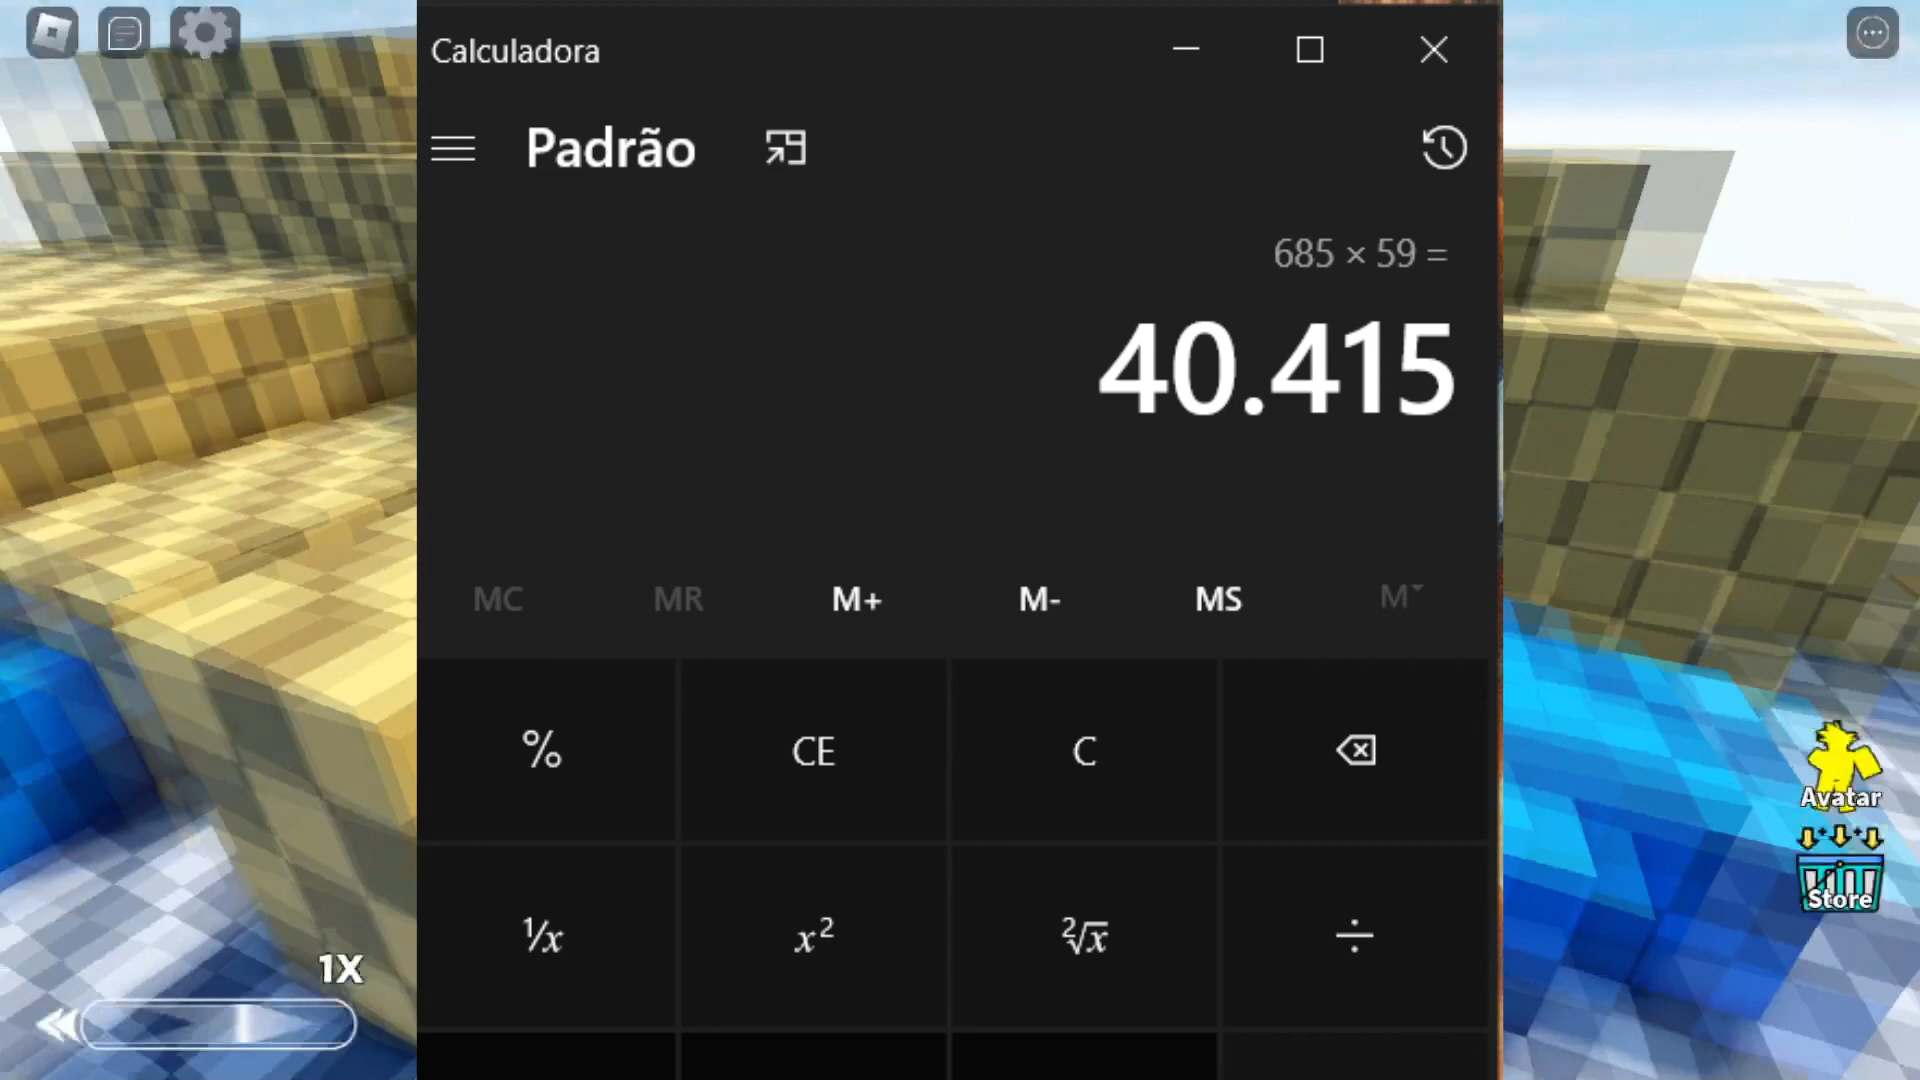 Calculadora
Padrão
685 × 59 =
40.415
MC MR M+ M- MS M
% CE C
1/x x² ²√x ÷
Avatar
Store
1X